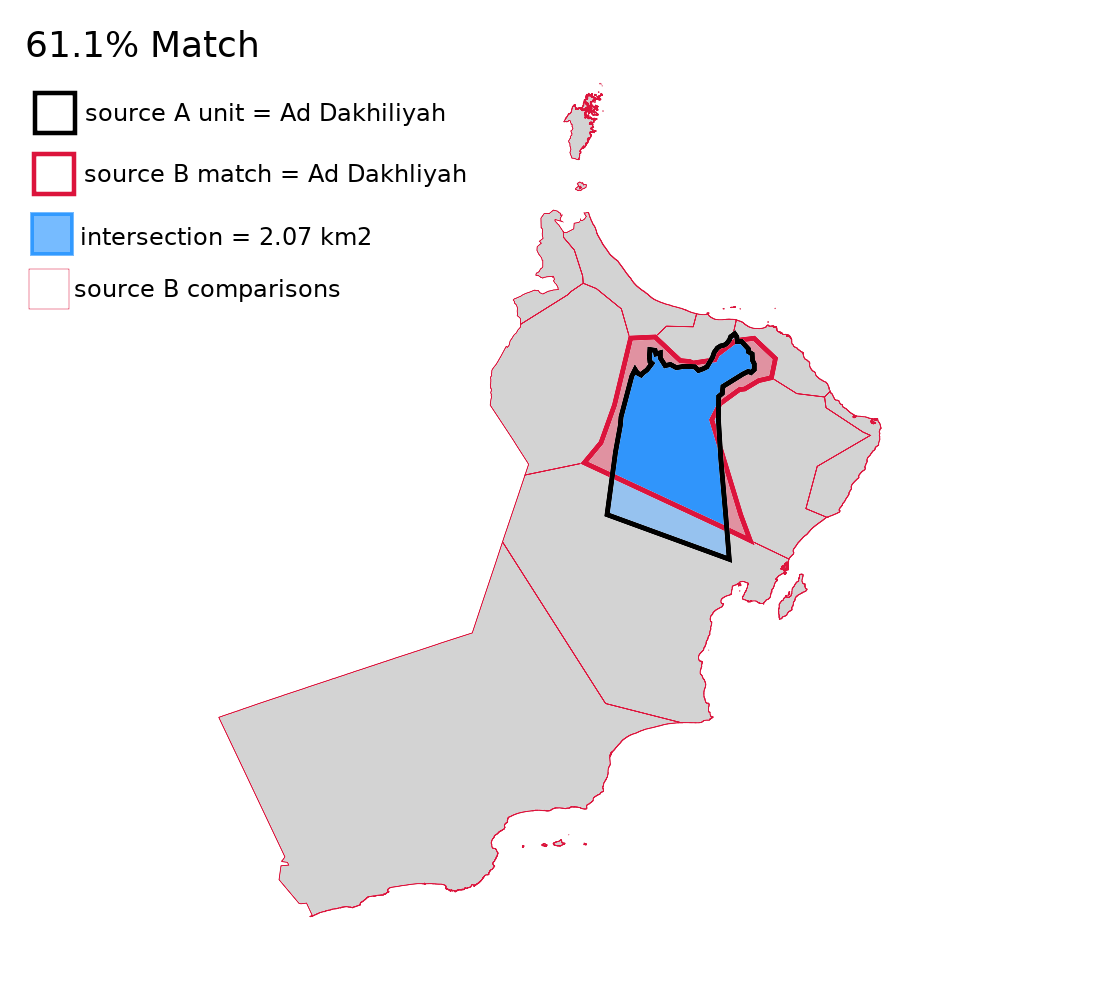 61.1% Match
source A unit = Ad Dakhiliyah
source B match = Ad Dakhliyah
intersection = 2.07 km2
source B comparisons